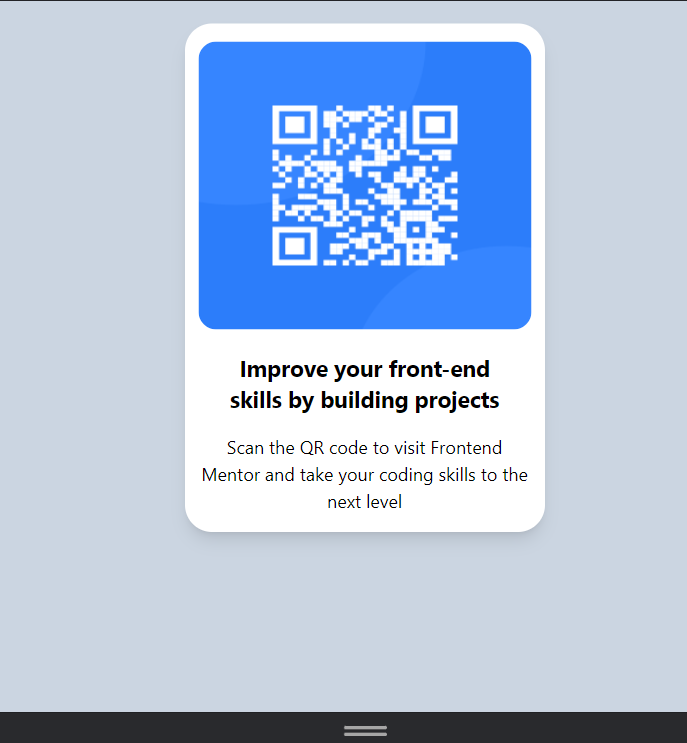 Improve your front-end
skills by building projects
Scan the QR code to visit Frontend
Mentor and take your coding skills to the
next level